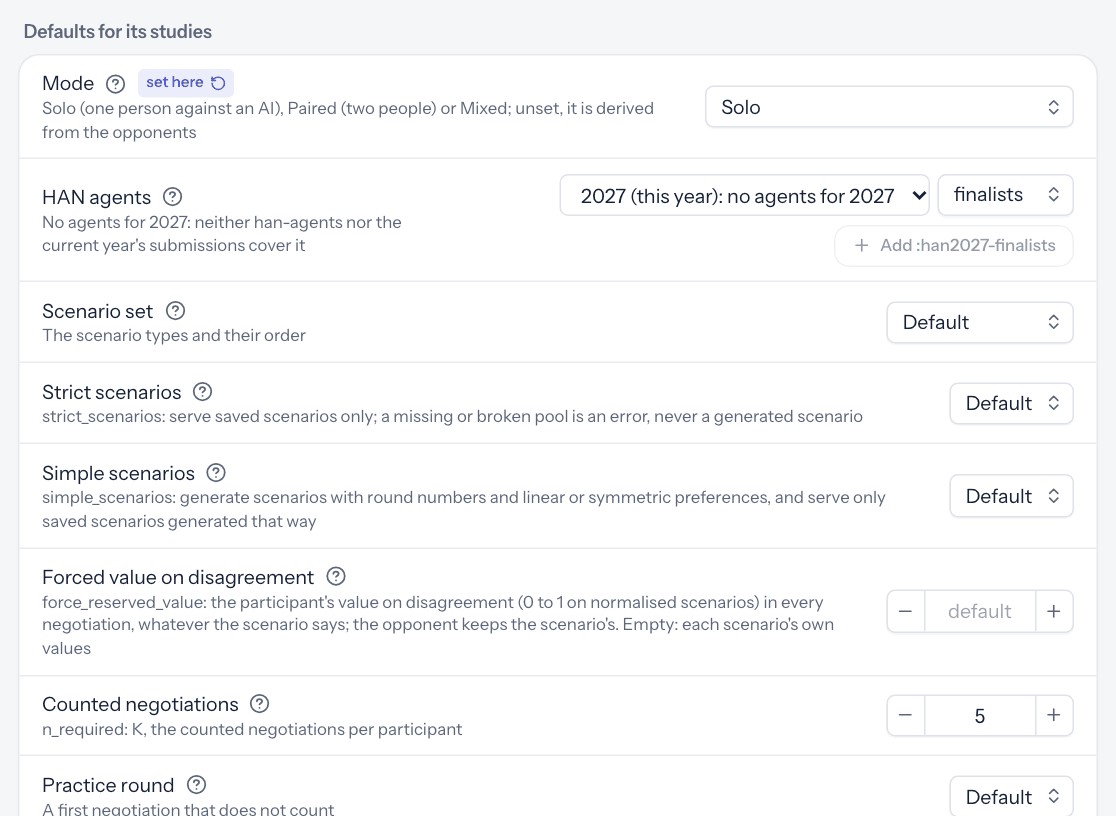 Defaults for its studies
Mode set here
Solo (one person against an AI), Paired (two people) or Mixed; unset, it is derived
from the opponents
Solo
HAN agents
No agents for 2027: neither han-agents nor the
current year's submissions cover it
2027 (this year): no agents for 2027
finalists
+ Add :han2027-finalists
Scenario set
The scenario types and their order
Default
Strict scenarios
strict_scenarios: serve saved scenarios only; a missing or broken pool is an error, never a generated scenario
Default
Simple scenarios
simple_scenarios: generate scenarios with round numbers and linear or symmetric preferences, and serve only
saved scenarios generated that way
Default
Forced value on disagreement
force_reserved_value: the participant's value on disagreement (0 to 1 on normalised scenarios) in every
negotiation, whatever the scenario says; the opponent keeps the scenario's. Empty: each scenario's own
values
− default +
Counted negotiations
n_required: K, the counted negotiations per participant
− 5 +
Practice round
A first negotiation that does not count
Default